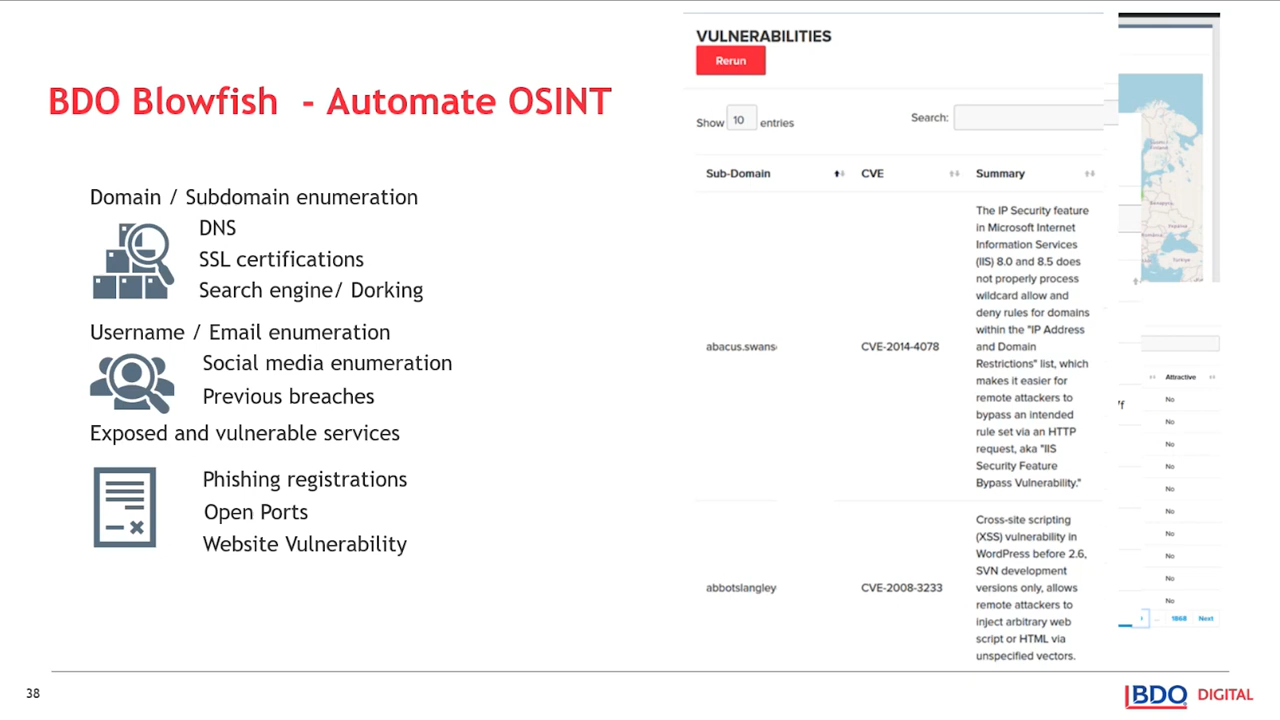 BDO Blowfish - Automate OSINT
Domain / Subdomain enumeration
DNS
SSL certifications
Search engine/ Dorking
Username / Email enumeration
Social media enumeration
Previous breaches
Exposed and vulnerable services
Phishing registrations
Open Ports
Website Vulnerability
VULNERABILITIES
Rerun
Show 10 entries
Search:
Sub-Domain
CVE
Summary
abacus.swans
CVE-2014-4078
The IP Security feature
in Microsoft Internet
Information Services
(IIS) 8.0 and 8.5 does
not properly process
wildcard allow and
deny rules for domains
within the "IP Address
and Domain
Restrictions" list, which
makes it easier for
remote attackers to
bypass an intended
rule set via an HTTP
request, aka "IIS
Security Feature
Bypass Vulnerability."
abbotslangley
CVE-2008-3233
Cross-site scripting
(XSS) vulnerability in
WordPress before 2.6,
SVN development
versions only, allows
remote attackers to
inject arbitrary web
script or HTML via
unspecified vectors.
Attractive
No
No
No
No
No
No
No
No
No
No
... 1868 Next
38
BDO DIGITAL